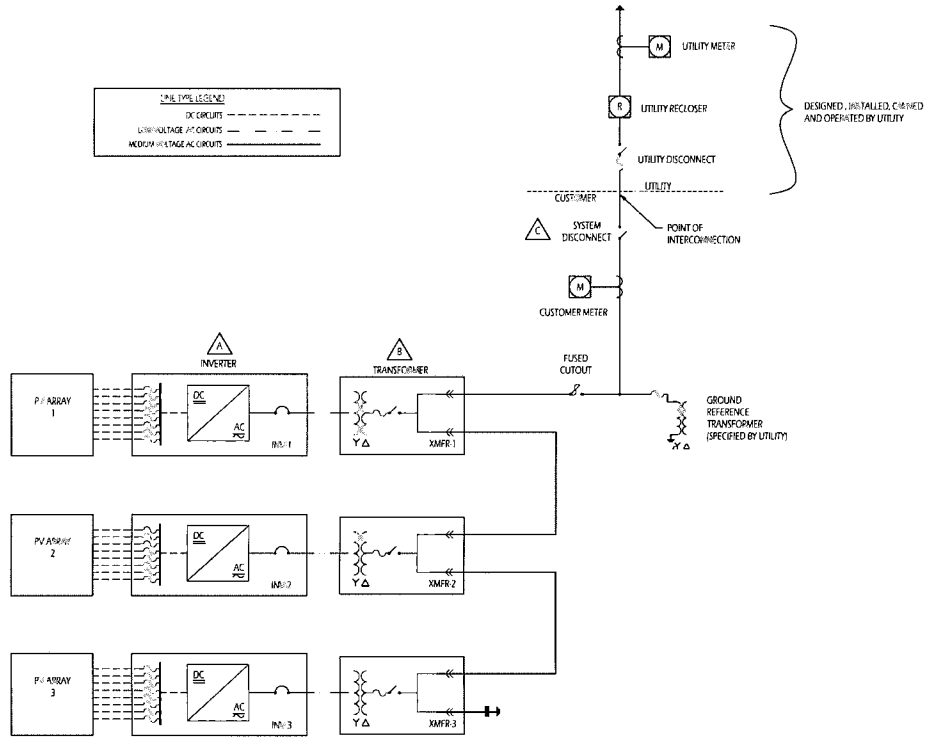 M UTILITY METER
R UTILITY RECLOSER
DESIGNED, INSTALLED, OWNED
AND OPERATED BY UTILITY
UTILITY DISCONNECT
UTILITY
CUSTOMER
LINE TYPE LEGEND
DC CIRCUITS
LOW VOLTAGE AC CIRCUITS
MEDIUM VOLTAGE AC CIRCUITS
C
SYSTEM
DISCONNECT
POINT OF
INTERCONNECTION
M
CUSTOMER METER
A
INVERTER
B
TRANSFORMER
FUSED
CUTOUT
GROUND
REFERENCE
TRANSFORMER
(SPECIFIED BY UTILITY)
Y Δ
PV ARRAY
1
DC
AC
INV-1
Y Δ
XMFR-1
PV ARRAY
2
DC
AC
INV-2
Y Δ
XMFR-2
PV ARRAY
3
DC
AC
INV-3
Y Δ
XMFR-3